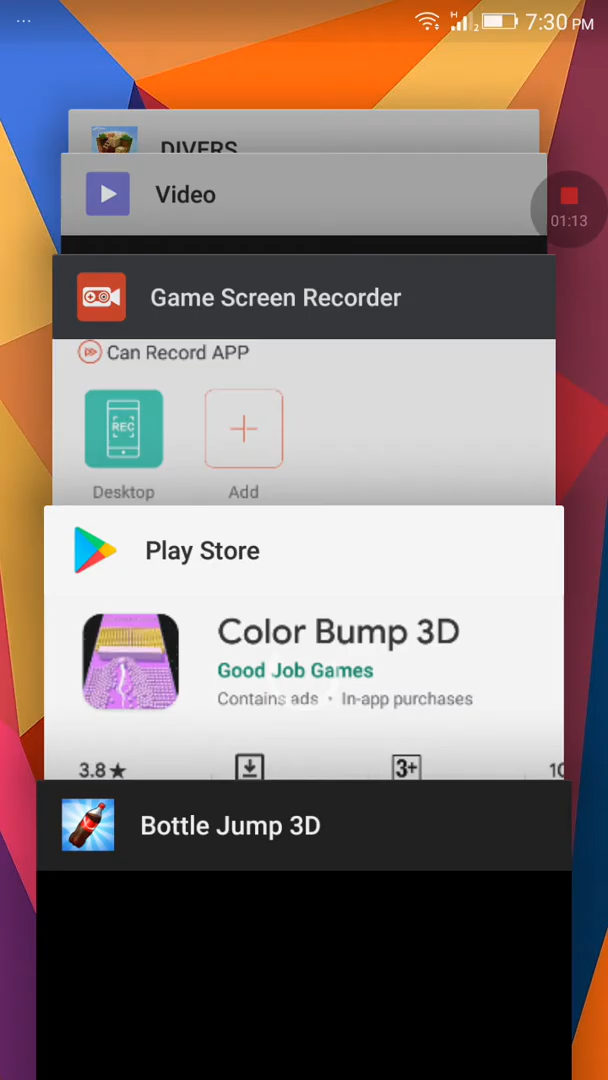 7:30 PM
DIVERS
Video
01:13
Game Screen Recorder
Can Record APP
REC
Desktop
Add
Play Store
Color Bump 3D
Good Job Games
Contains ads • In-app purchases
3.8★
3+
10
Bottle Jump 3D